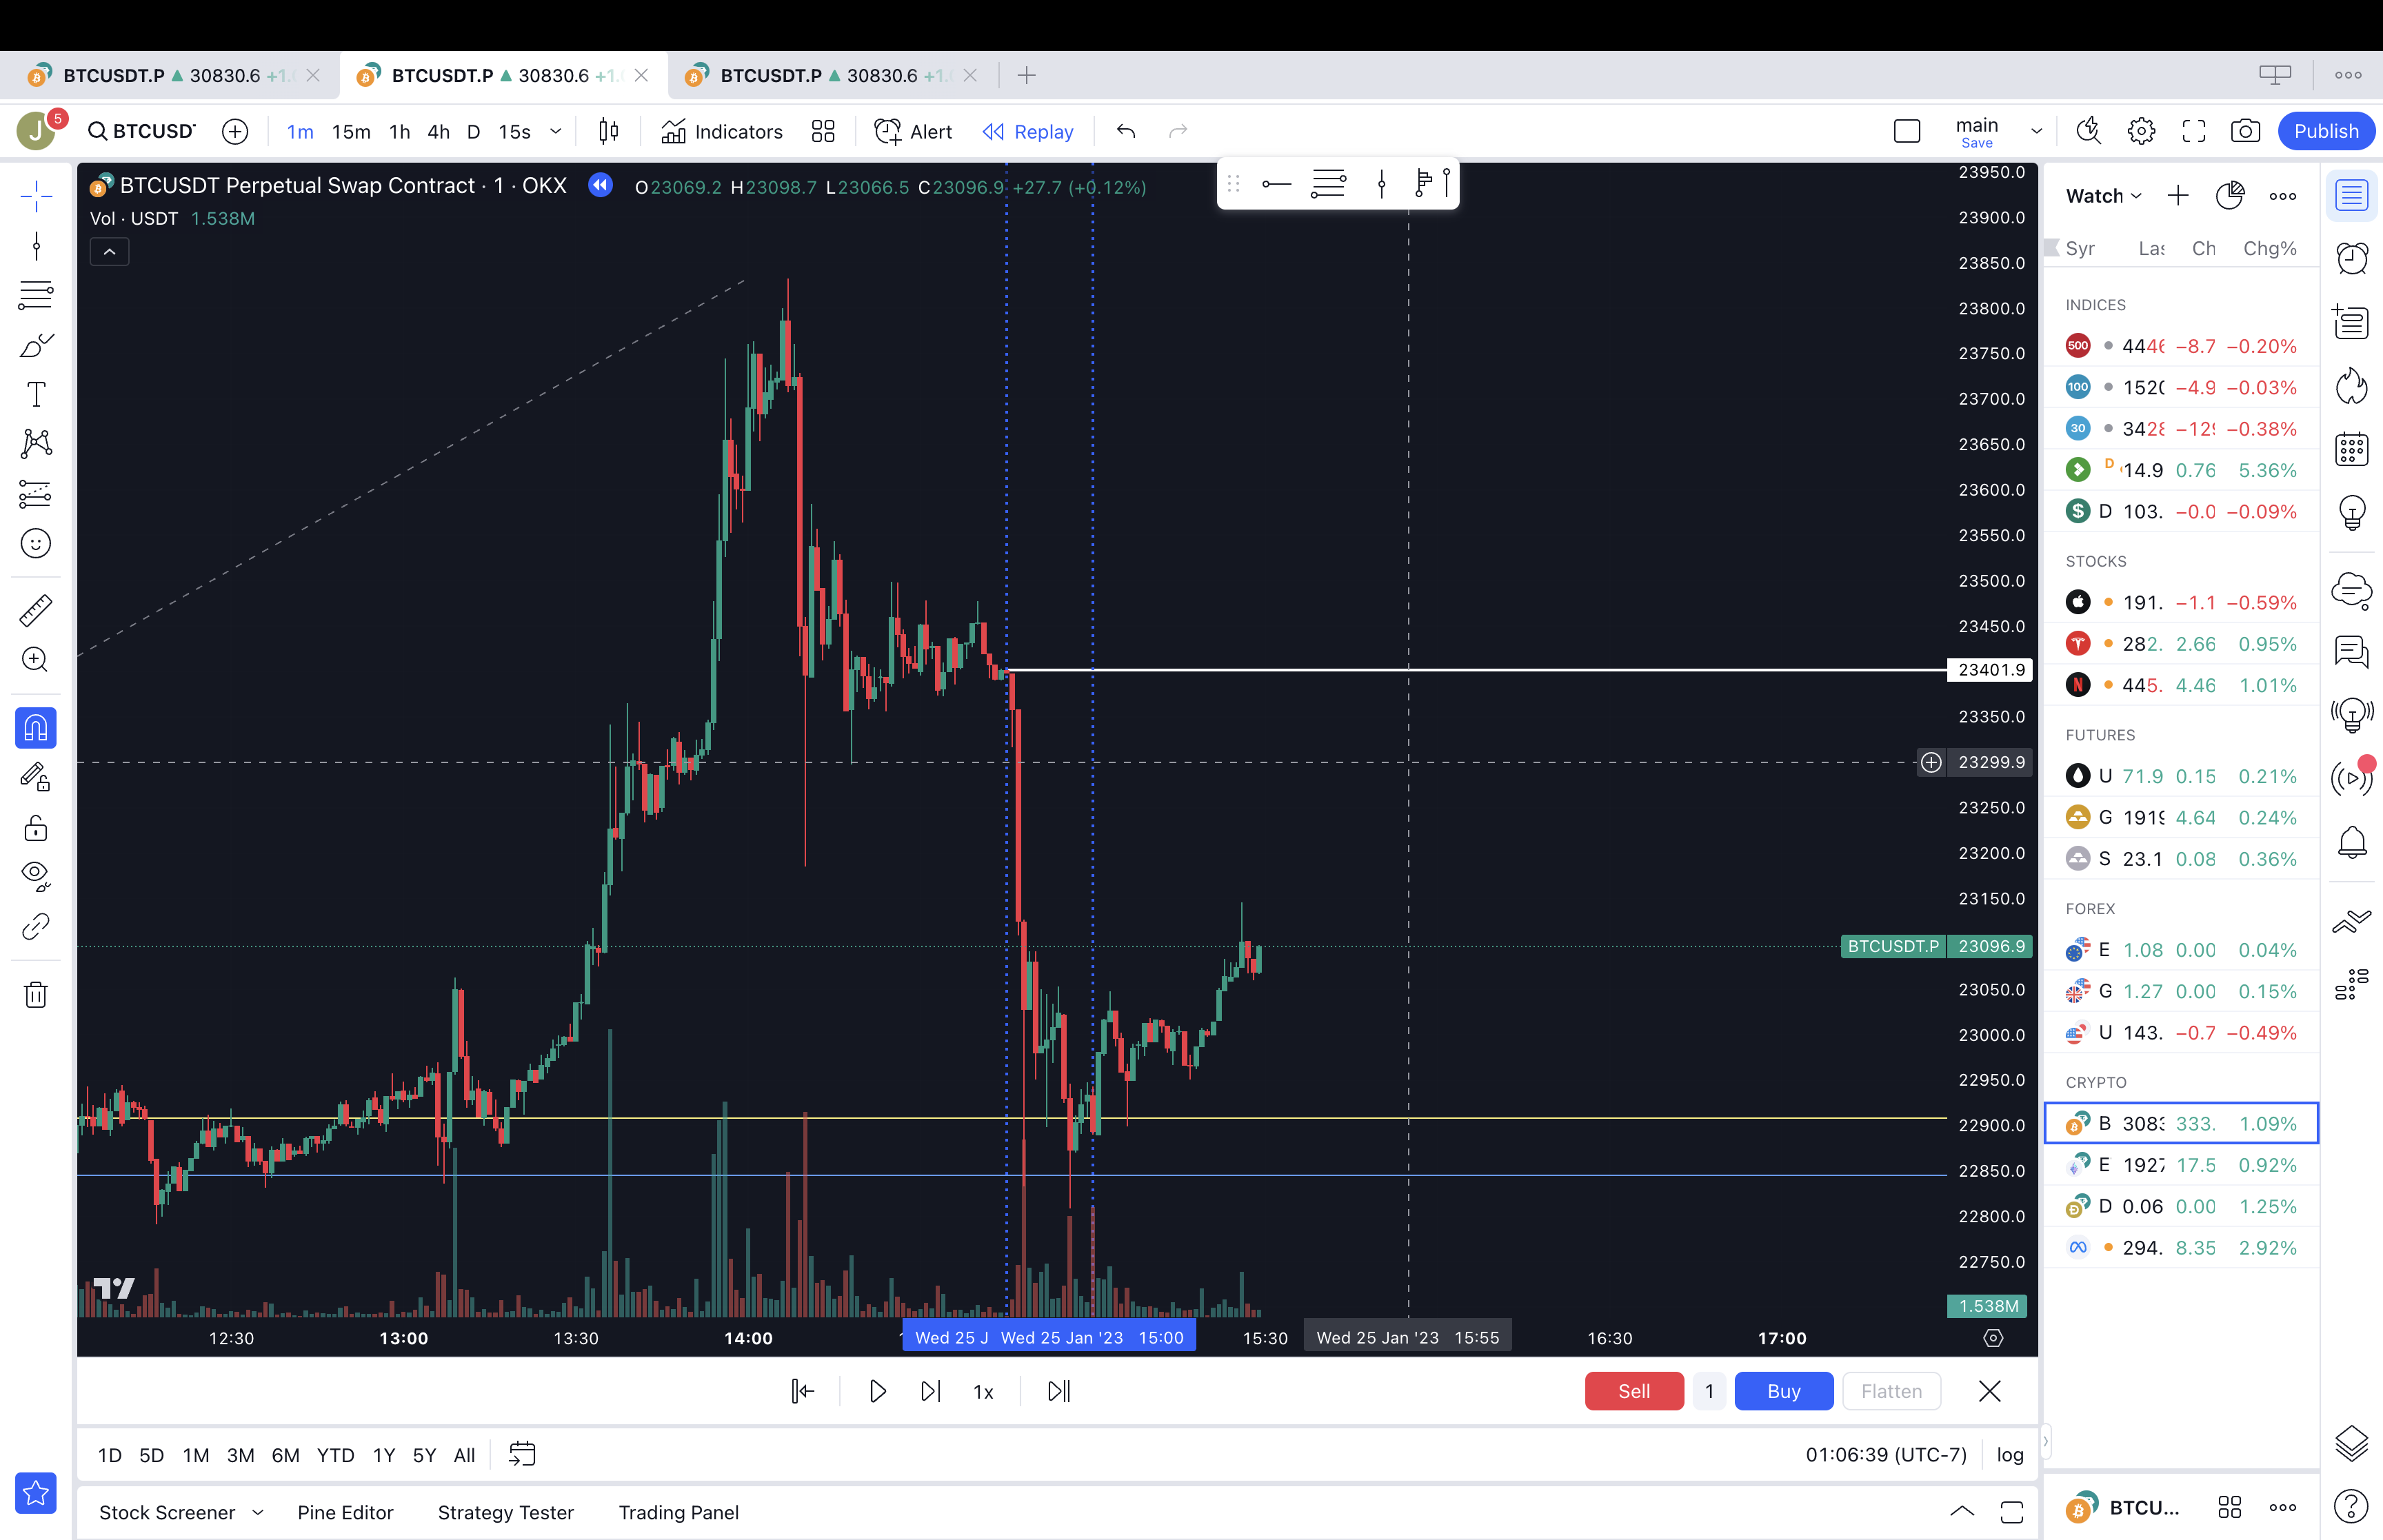 BTCUSDT.P 30830.6 +1. BTCUSDT.P 30830.6 +1. BTCUSDT.P 30830.6 +1.
J 5 BTCUSD 1m 15m 1h 4h D 15s Indicators Alert Replay main Save Publish
BTCUSDT Perpetual Swap Contract · 1 · OKX O23069.2 H23098.7 L23066.5 C23096.9 +27.7 (+0.12%)
Vol · USDT 1.538M
23950.0
23900.0
23850.0
23800.0
23750.0
23700.0
23650.0
23600.0
23550.0
23500.0
23450.0
23401.9
23350.0
23299.9
23250.0
23200.0
23150.0
BTCUSDT.P 23096.9
23050.0
23000.0
22950.0
22900.0
22850.0
22800.0
22750.0
1.538M
12:30 13:00 13:30 14:00 Wed 25 J Wed 25 Jan '23 15:00 15:30 Wed 25 Jan '23 15:55 16:30 17:00
1x Sell 1 Buy Flatten
1D 5D 1M 3M 6M YTD 1Y 5Y All 01:06:39 (UTC-7) log
Stock Screener Pine Editor Strategy Tester Trading Panel
Watch
Syr Las Ch Chg%
INDICES
500 4446 −8.7 −0.20%
100 1520 −4.9 −0.03%
30 3428 −129 −0.38%
D 14.9 0.76 5.36%
D 103. −0.0 −0.09%
STOCKS
191. −1.1 −0.59%
282. 2.66 0.95%
N 445. 4.46 1.01%
FUTURES
U 71.9 0.15 0.21%
G 1919 4.64 0.24%
S 23.1 0.08 0.36%
FOREX
E 1.08 0.00 0.04%
G 1.27 0.00 0.15%
U 143. −0.7 −0.49%
CRYPTO
B 3083 333. 1.09%
E 1927 17.5 0.92%
D 0.06 0.00 1.25%
294. 8.35 2.92%
BTCU...